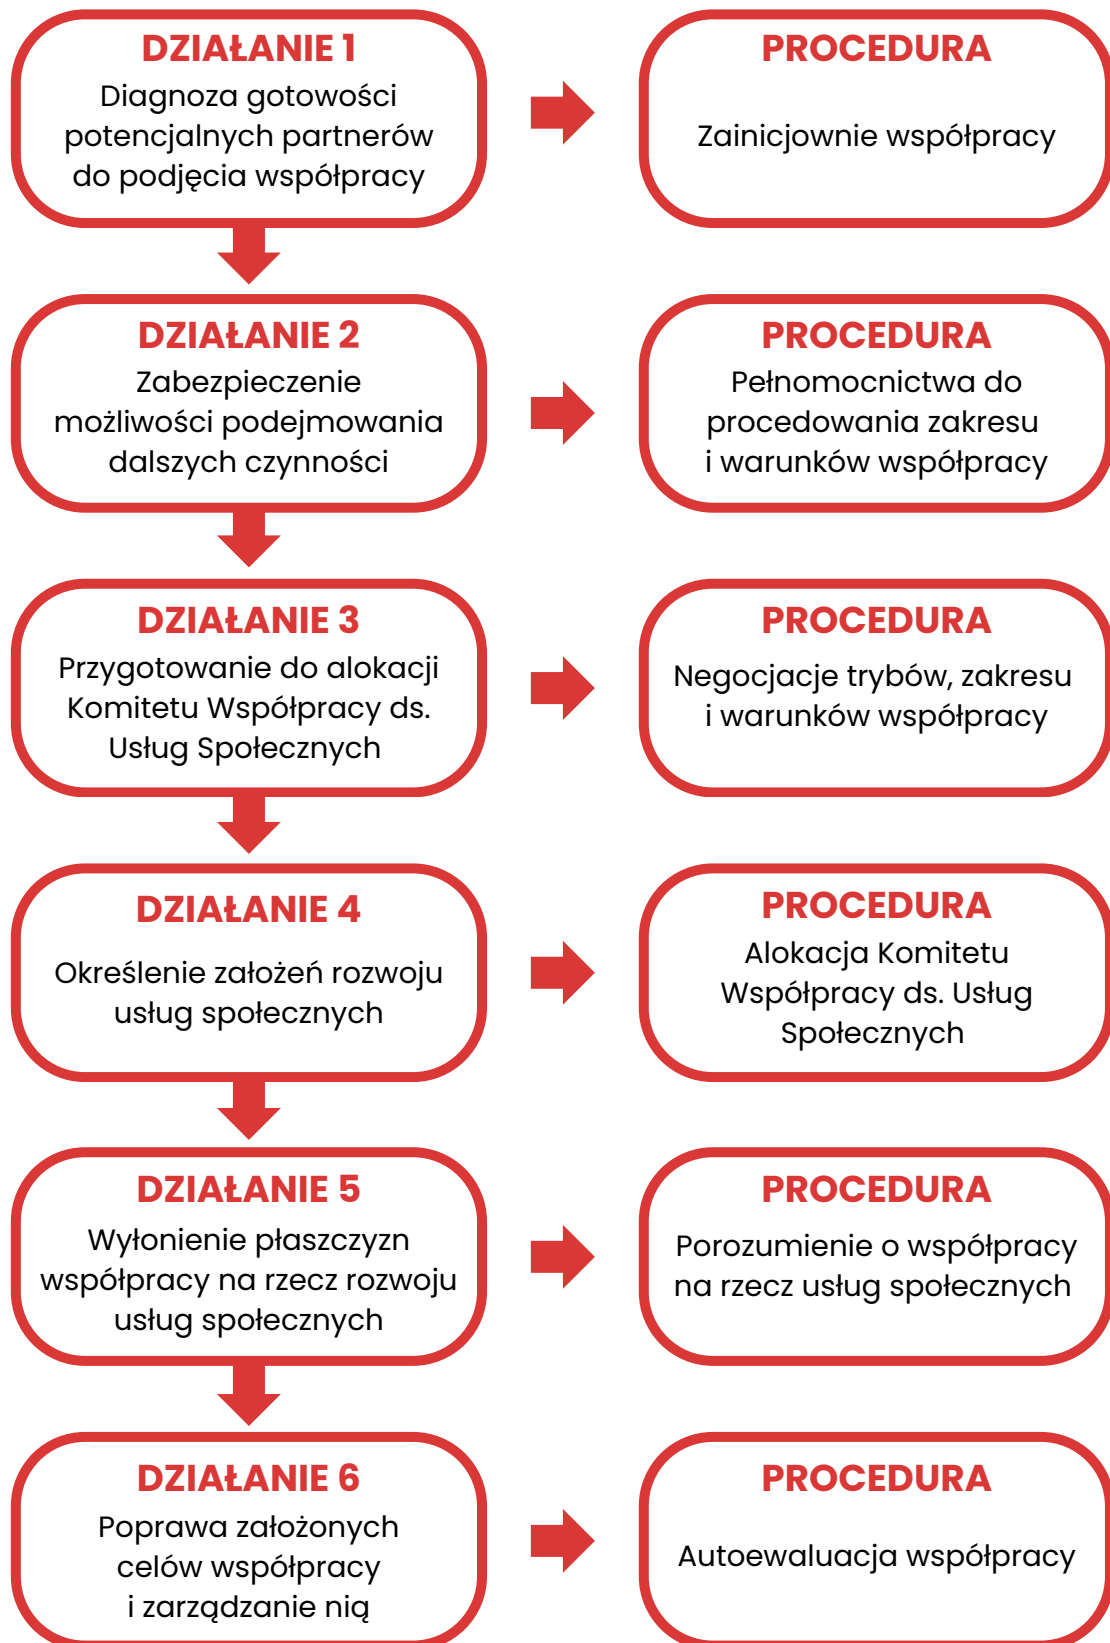 DZIAŁANIE 1
Diagnoza gotowości
potencjalnych partnerów
do podjęcia współpracy
PROCEDURA
Zainicjownie współpracy
DZIAŁANIE 2
Zabezpieczenie
możliwości podejmowania
dalszych czynności
PROCEDURA
Pełnomocnictwa do
procedowania zakresu
i warunków współpracy
DZIAŁANIE 3
Przygotowanie do alokacji
Komitetu Współpracy ds.
Usług Społecznych
PROCEDURA
Negocjacje trybów, zakresu
i warunków współpracy
DZIAŁANIE 4
Określenie założeń rozwoju
usług społecznych
PROCEDURA
Alokacja Komitetu
Współpracy ds. Usług
Społecznych
DZIAŁANIE 5
Wyłonienie płaszczyzn
współpracy na rzecz rozwoju
usług społecznych
PROCEDURA
Porozumienie o współpracy
na rzecz usług społecznych
DZIAŁANIE 6
Poprawa założonych
celów współpracy
i zarządzanie nią
PROCEDURA
Autoewaluacja współpracy